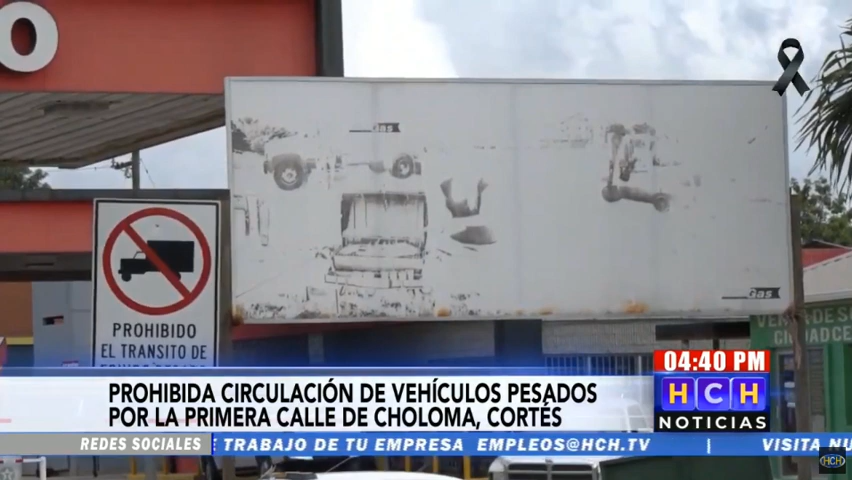 O
Gas
Gas
PROHIBIDO
EL TRANSITO DE
PROHIBIDA CIRCULACIÓN DE VEHÍCULOS PESADOS
POR LA PRIMERA CALLE DE CHOLOMA, CORTÉS
04:40 PM
HCH
NOTICIAS
REDES SOCIALES
TRABAJO DE TU EMPRESA EMPLEOS@HCH.TV | VISITA
HCH